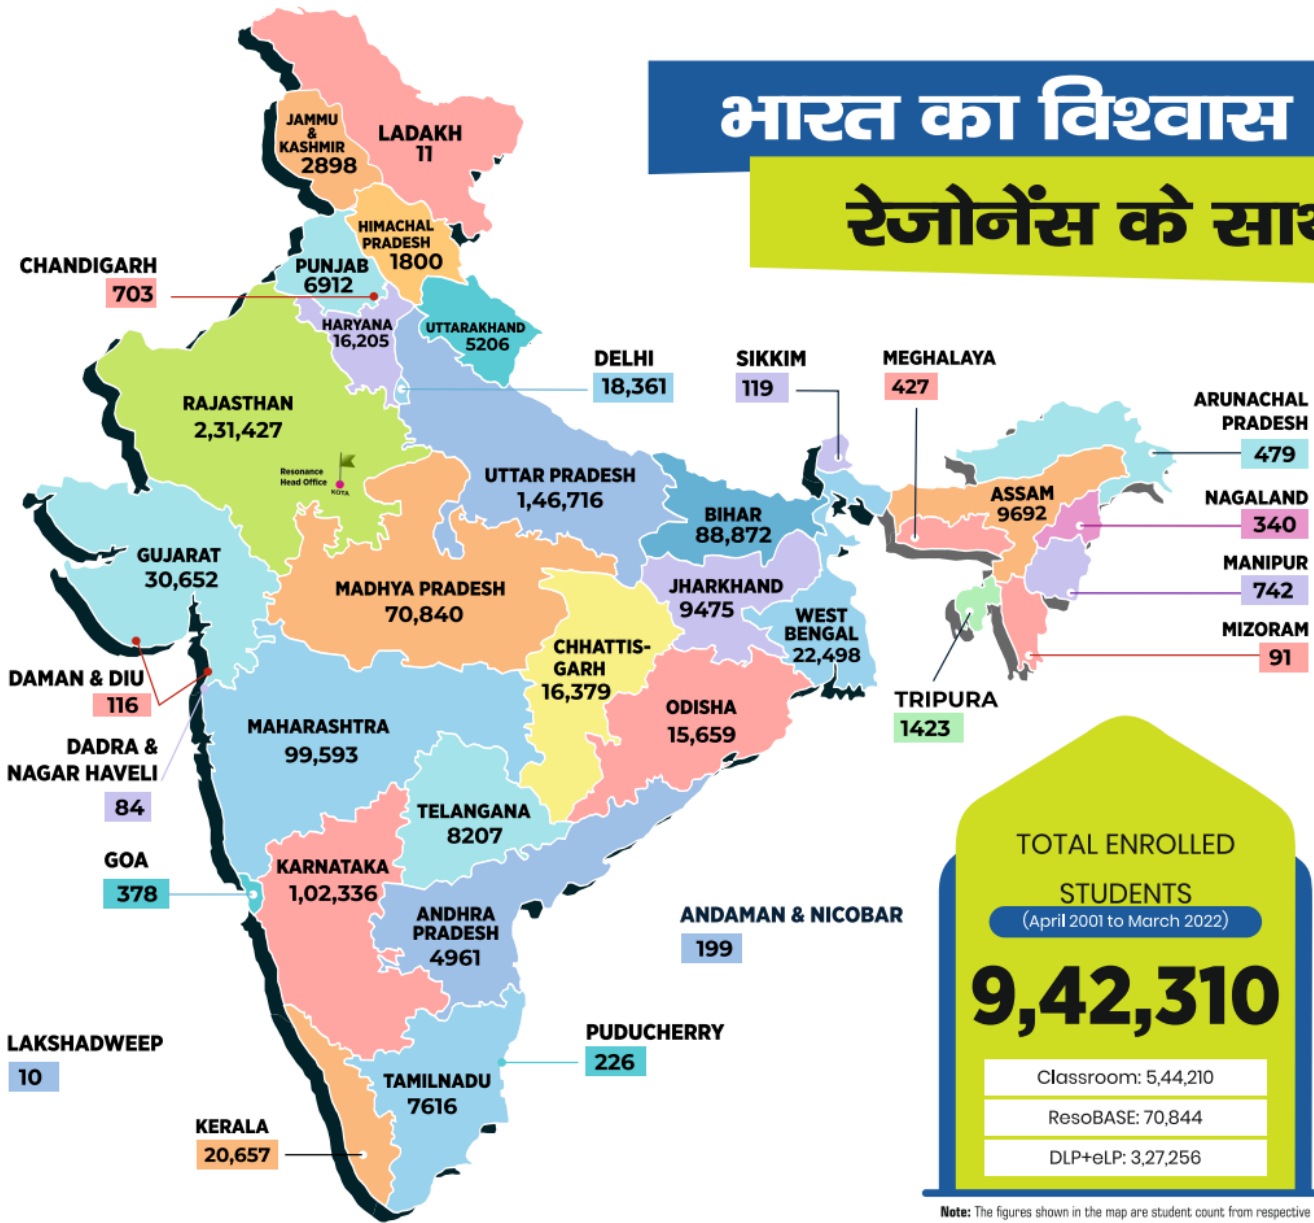 भारत का विश्वास
रेजोनेंस के
JAMMU
&
KASHMIR
2898
LADAKH
11
HIMACHAL
PRADESH
1800
CHANDIGARH
703
PUNJAB
6912
HARYANA
16,205
UTTARAKHAND
5206
DELHI
18,361
SIKKIM
119
MEGHALAYA
427
ARUNACHAL
PRADESH
479
RAJASTHAN
2,31,427
Resonance
Head Office
KOTA
UTTAR PRADESH
1,46,716
BIHAR
88,872
ASSAM
9692
NAGALAND
340
GUJARAT
30,652
MADHYA PRADESH
70,840
JHARKHAND
9475
MANIPUR
742
WEST
BENGAL
22,498
MIZORAM
91
CHHATTIS-
GARH
16,379
DAMAN & DIU
116
ODISHA
15,659
TRIPURA
1423
MAHARASHTRA
99,593
DADRA &
NAGAR HAVELI
84
TELANGANA
8207
GOA
378
KARNATAKA
1,02,336
ANDHRA
PRADESH
4961
ANDAMAN & NICOBAR
199
LAKSHADWEEP
10
PUDUCHERRY
226
TAMILNADU
7616
KERALA
20,657
TOTAL ENROLLED
STUDENTS
(April 2001 to March 2022)
9,42,310
Classroom: 5,44,210
ResoBASE: 70,844
DLP+eLP: 3,27,256
Note: The figures shown in the map are student count from respective